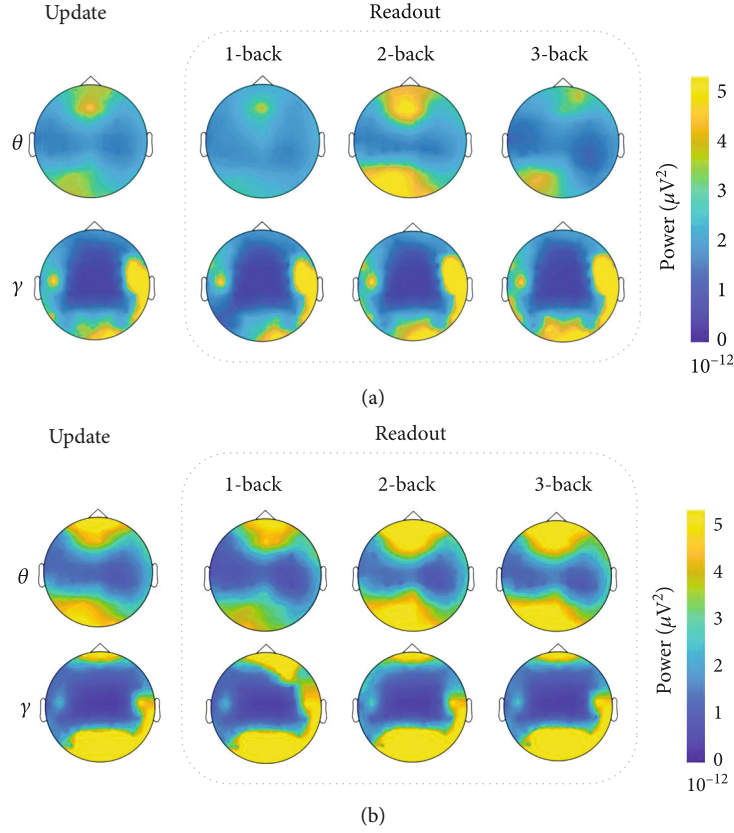 Update
Readout
1-back 2-back 3-back
θ
γ
5
4
3
2
1
0
Power (μV²)
10⁻¹²
(a)
Update
Readout
1-back 2-back 3-back
θ
γ
5
4
3
2
1
0
Power (μV²)
10⁻¹²
(b)